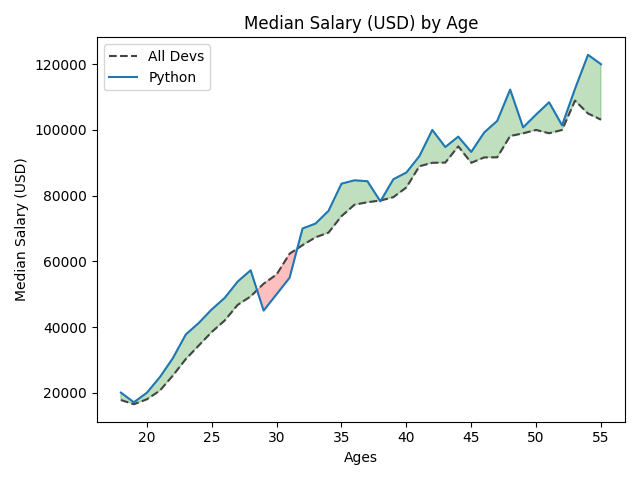 Median Salary (USD) by Age
All Devs
Python
120000
100000
80000
60000
40000
20000
Median Salary (USD)
20 25 30 35 40 45 50 55
Ages